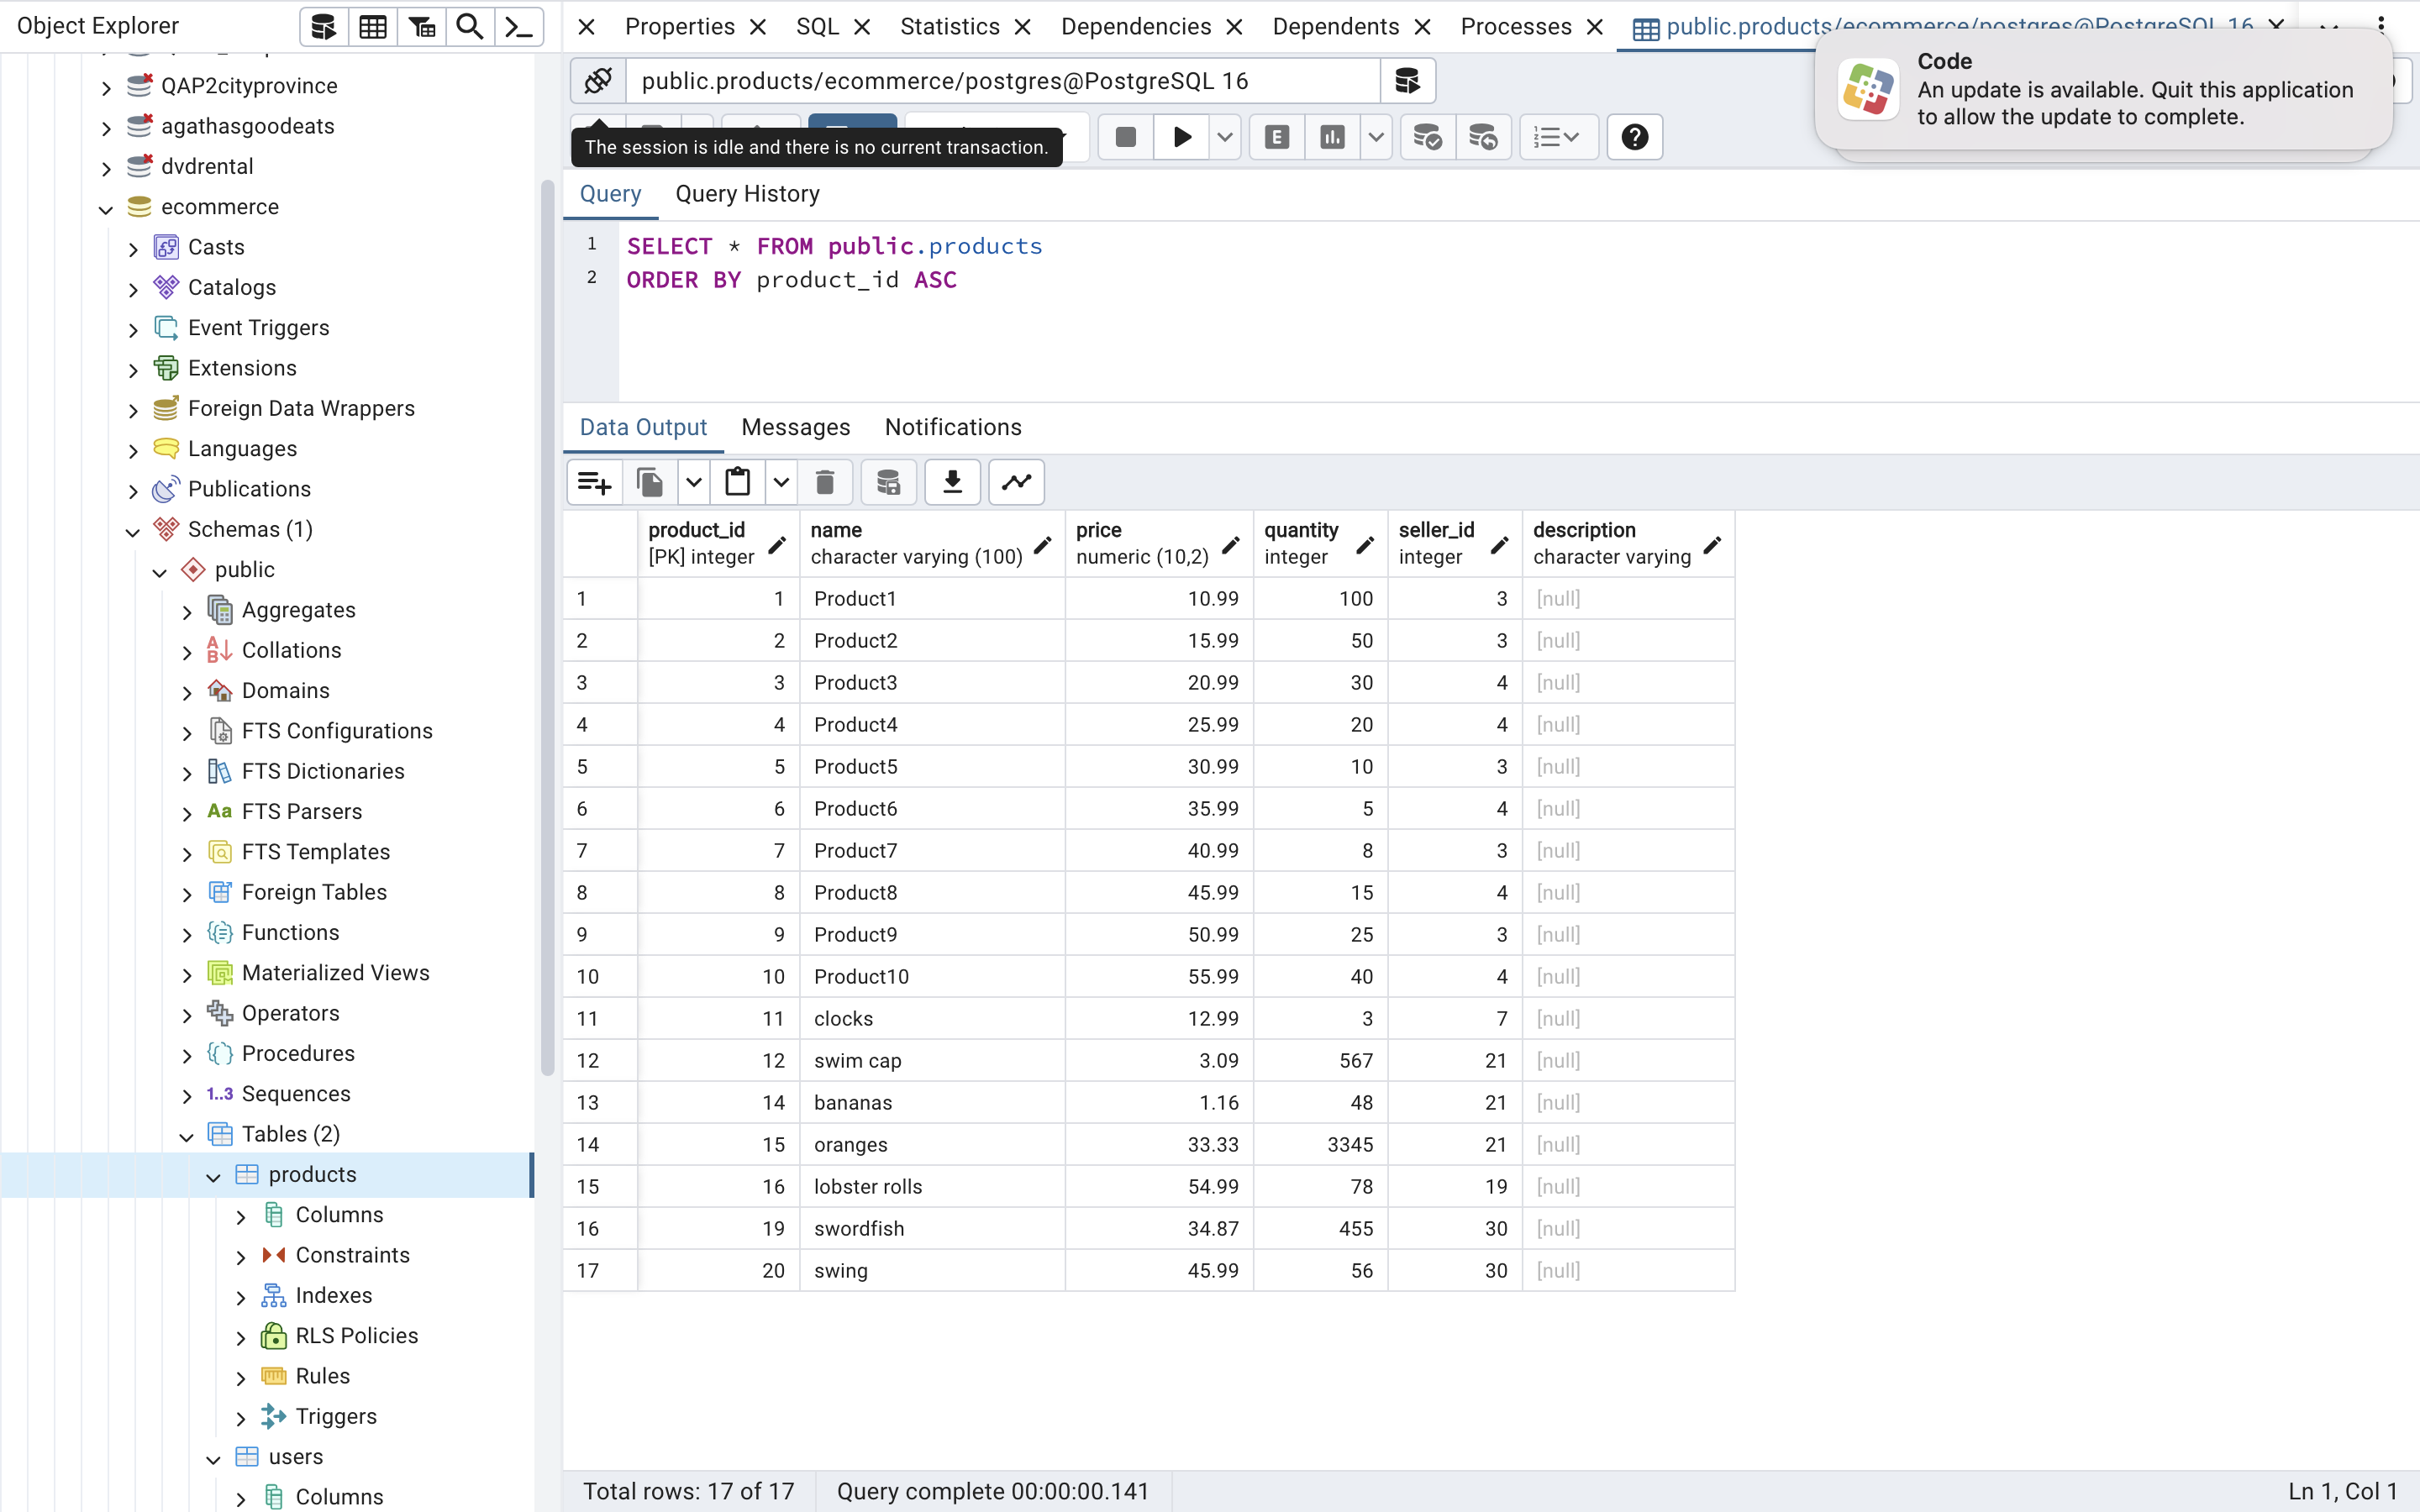 Object Explorer
QAP2cityprovince
agathasgoodeats
dvdrental
ecommerce
Casts
Catalogs
Event Triggers
Extensions
Foreign Data Wrappers
Languages
Publications
Schemas (1)
public
Aggregates
Collations
Domains
FTS Configurations
FTS Dictionaries
Aa FTS Parsers
FTS Templates
Foreign Tables
Functions
Materialized Views
Operators
Procedures
1..3 Sequences
Tables (2)
products
Columns
Constraints
Indexes
RLS Policies
Rules
Triggers
users
Columns
Properties SQL Statistics Dependencies Dependents Processes public.products/ecommerce/postgres@PostgreSQL 16
Code
An update is available. Quit this application
to allow the update to complete.
public.products/ecommerce/postgres@PostgreSQL 16
The session is idle and there is no current transaction.
E
Query Query History
1 SELECT * FROM public.products
2 ORDER BY product_id ASC
Data Output Messages Notifications
product_id name price quantity seller_id description
[PK] integer character varying (100) numeric (10,2) integer integer character varying
1 1 Product1 10.99 100 3 [null]
2 2 Product2 15.99 50 3 [null]
3 3 Product3 20.99 30 4 [null]
4 4 Product4 25.99 20 4 [null]
5 5 Product5 30.99 10 3 [null]
6 6 Product6 35.99 5 4 [null]
7 7 Product7 40.99 8 3 [null]
8 8 Product8 45.99 15 4 [null]
9 9 Product9 50.99 25 3 [null]
10 10 Product10 55.99 40 4 [null]
11 11 clocks 12.99 3 7 [null]
12 12 swim cap 3.09 567 21 [null]
13 14 bananas 1.16 48 21 [null]
14 15 oranges 33.33 3345 21 [null]
15 16 lobster rolls 54.99 78 19 [null]
16 19 swordfish 34.87 455 30 [null]
17 20 swing 45.99 56 30 [null]
Total rows: 17 of 17 Query complete 00:00:00.141 Ln 1, Col 1